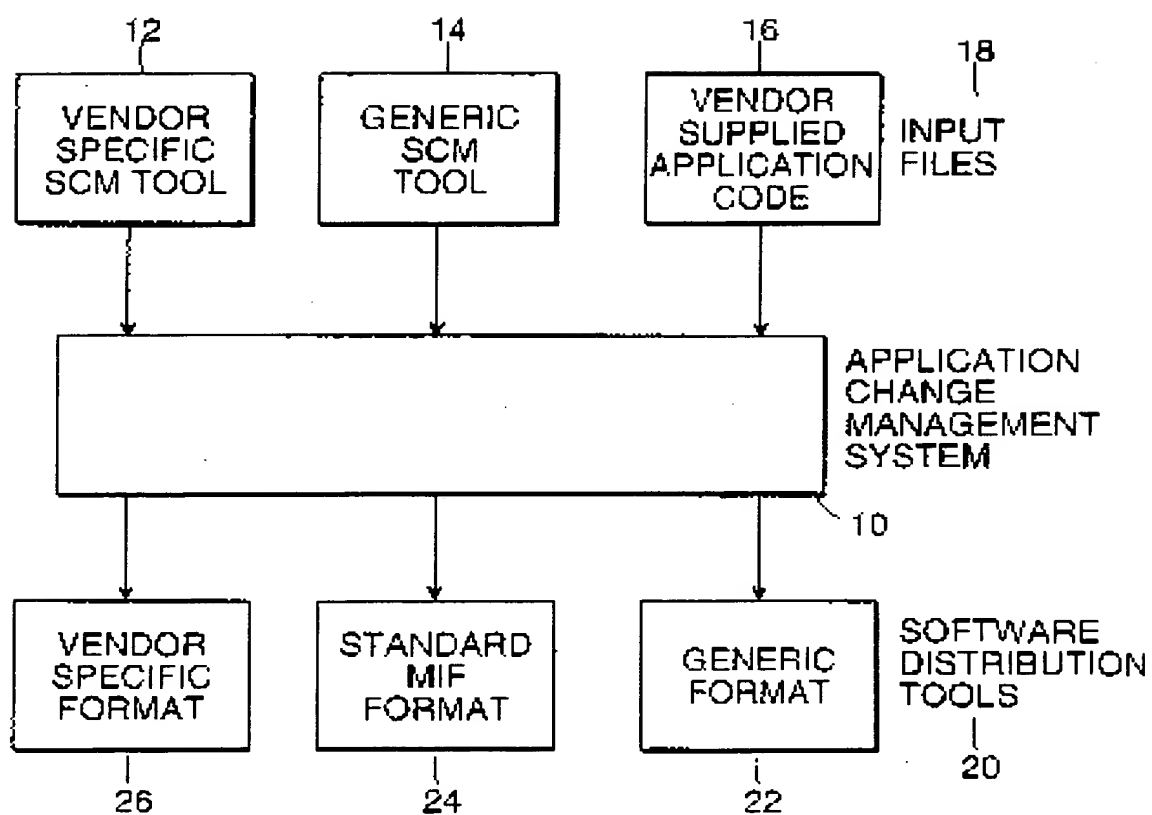 12
14
16
18
VENDOR
SPECIFIC
SCM TOOL
GENERIC
SCM
TOOL
VENDOR
SUPPLIED
APPLICATION
CODE
INPUT
FILES
APPLICATION
CHANGE
MANAGEMENT
SYSTEM
10
VENDOR
SPECIFIC
FORMAT
STANDARD
MIF
FORMAT
GENERIC
FORMAT
SOFTWARE
DISTRIBUTION
TOOLS
20
26
24
22